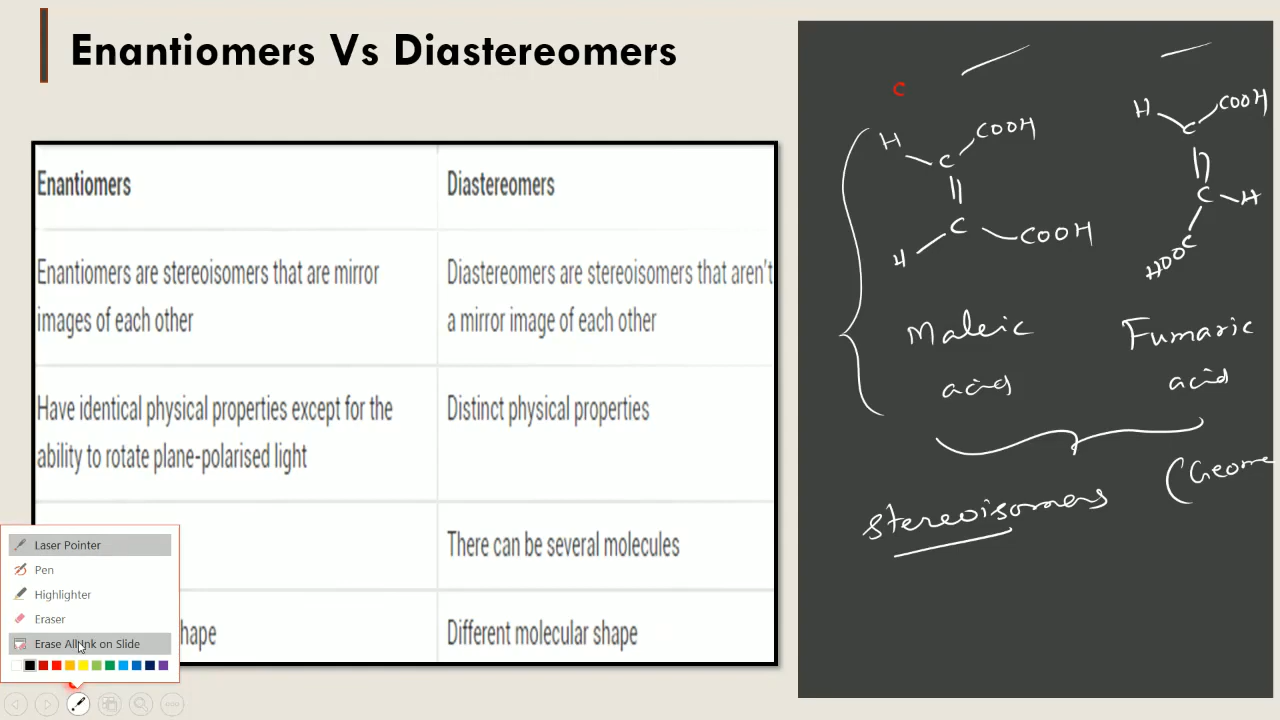 Enantiomers Vs Diastereomers
Enantiomers
Diastereomers
Enantiomers are stereoisomers that are mirror
images of each other
Diastereomers are stereoisomers that aren't
a mirror image of each other
Have identical physical properties except for the
ability to rotate plane-polarised light
Distinct physical properties
There can be several molecules
hape
Different molecular shape
Laser Pointer
Pen
Highlighter
Eraser
Erase All Ink on Slide
C
H COOH
C
C
H COOH
H COOH
C
C H
HOOC
Maleic
acid
Fumaric
acid
stereoisomers
(Geome